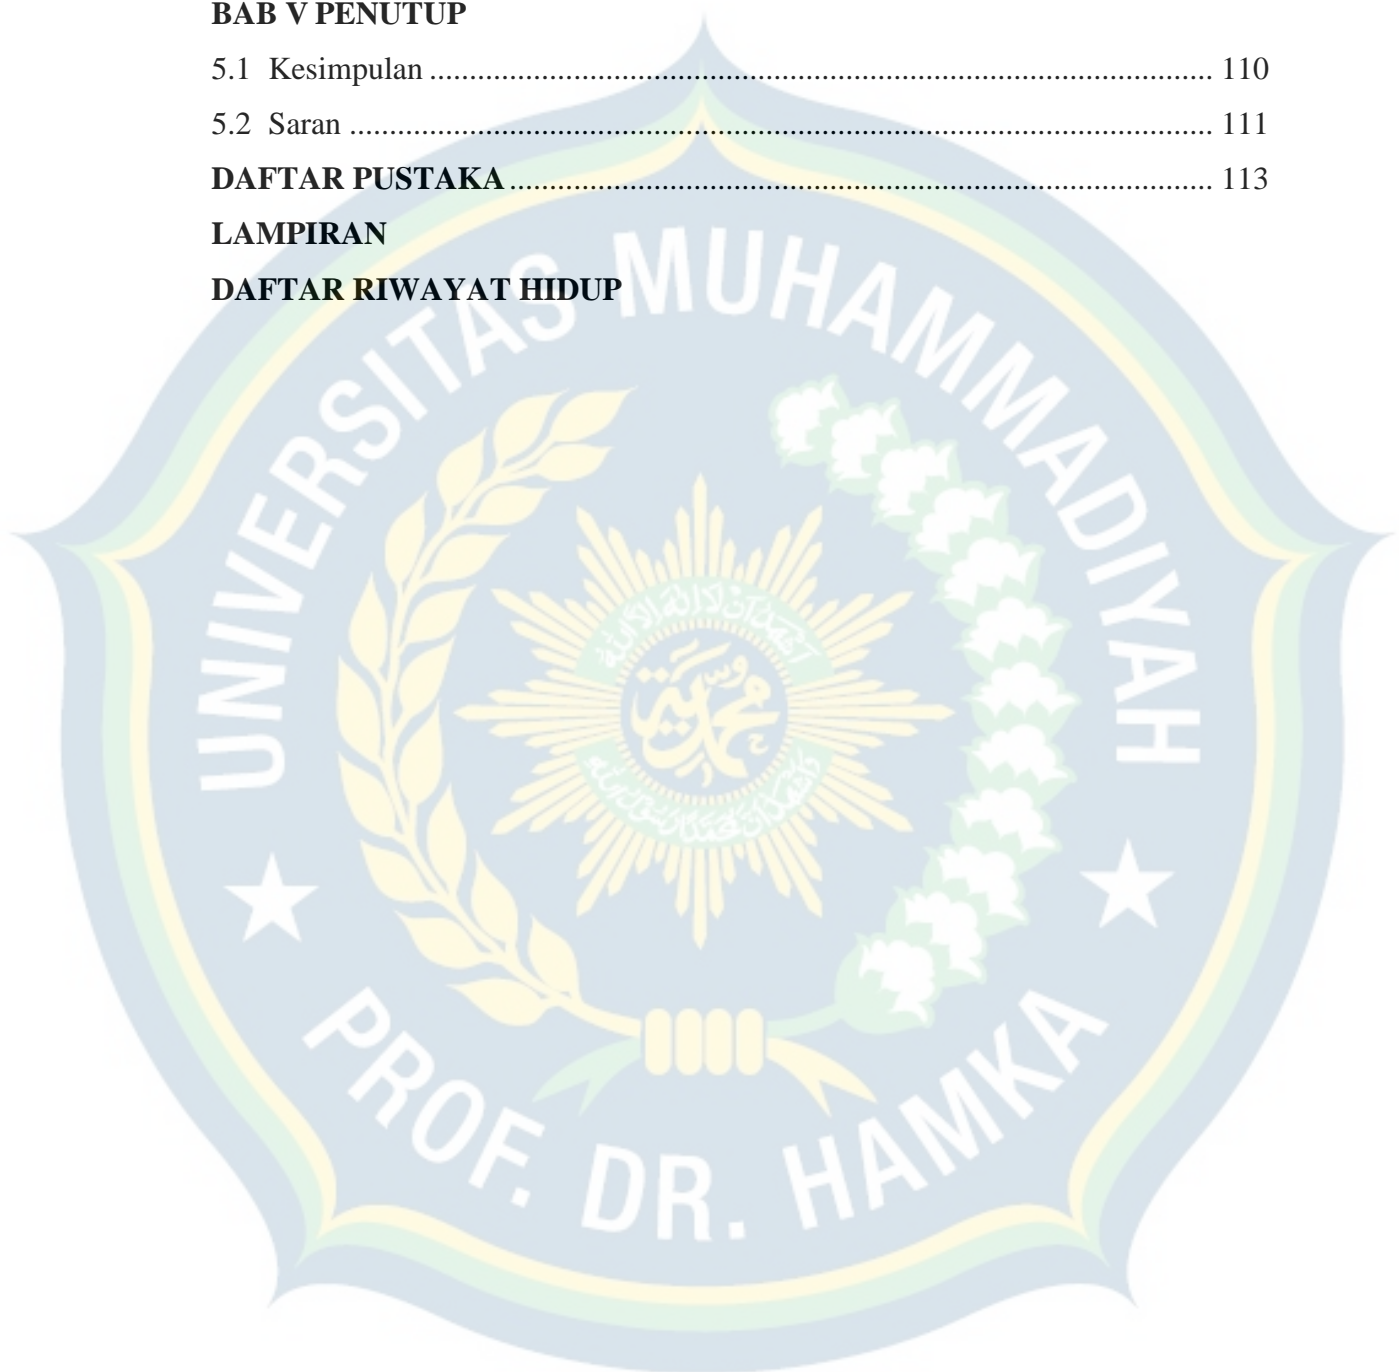 BAB V PENUTUP
5.1 Kesimpulan ................................................................................................. 110
5.2 Saran ........................................................................................................... 111
DAFTAR PUSTAKA ....................................................................................... 113
LAMPIRAN
DAFTAR RIWAYAT HIDUP
UNIVERSITAS MUHAMMADIYAH
محمدية
PROF. DR. HAMKA